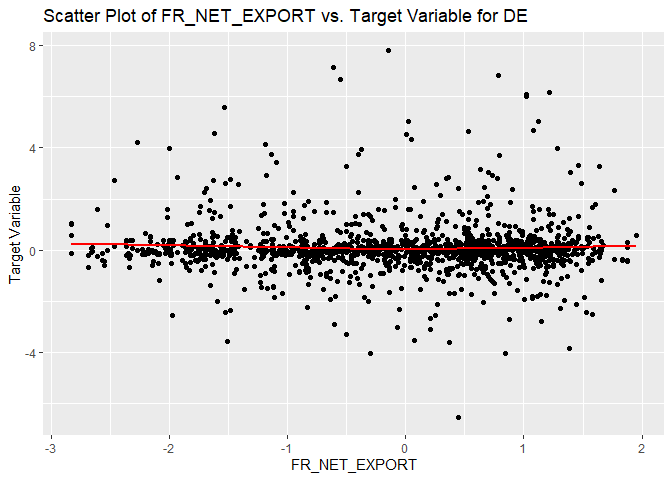 Scatter Plot of FR_NET_EXPORT vs. Target Variable for DE
8
4
0
-4
Target Variable
-3 -2 -1 0 1 2
FR_NET_EXPORT